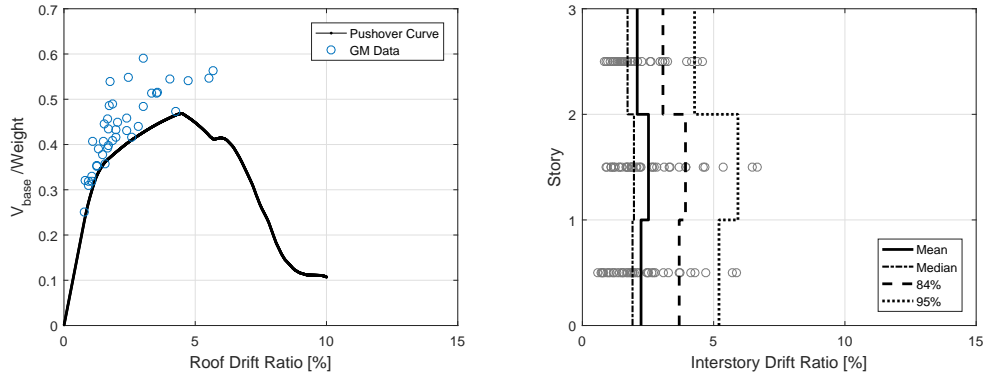 0.7
0.6
0.5
0.4
0.3
0.2
0.1
0
V_base /Weight
0 5 10 15
Roof Drift Ratio [%]
Pushover Curve
GM Data
3
2
1
0
Story
0 5 10 15
Interstory Drift Ratio [%]
Mean
Median
84%
95%